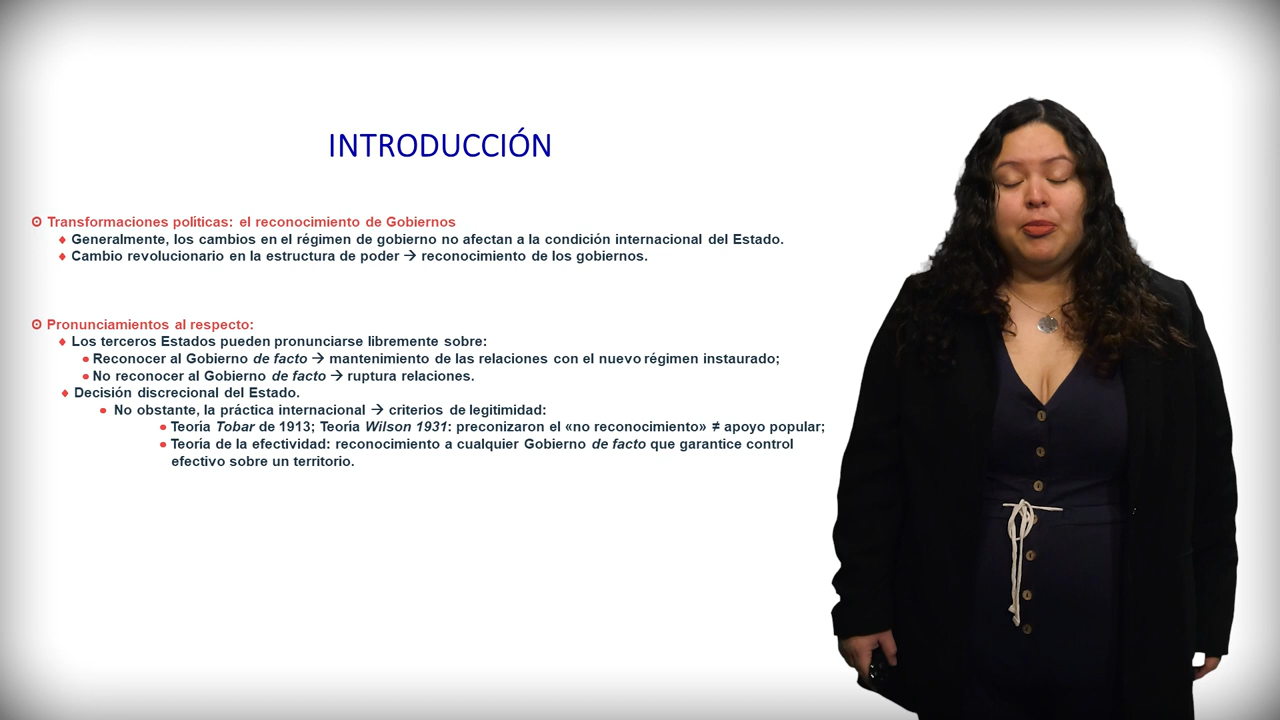 INTRODUCCIÓN
Transformaciones políticas: el reconocimiento de Gobiernos
Generalmente, los cambios en el régimen de gobierno no afectan a la condición internacional del Estado.
Cambio revolucionario en la estructura de poder → reconocimiento de los gobiernos.
Pronunciamientos al respecto:
Los terceros Estados pueden pronunciarse libremente sobre:
Reconocer al Gobierno de facto → mantenimiento de las relaciones con el nuevo régimen instaurado;
No reconocer al Gobierno de facto → ruptura relaciones.
Decisión discrecional del Estado.
No obstante, la práctica internacional → criterios de legitimidad:
Teoría Tobar de 1913; Teoría Wilson 1931: preconizaron el «no reconocimiento» ≠ apoyo popular;
Teoría de la efectividad: reconocimiento a cualquier Gobierno de facto que garantice control
efectivo sobre un territorio.